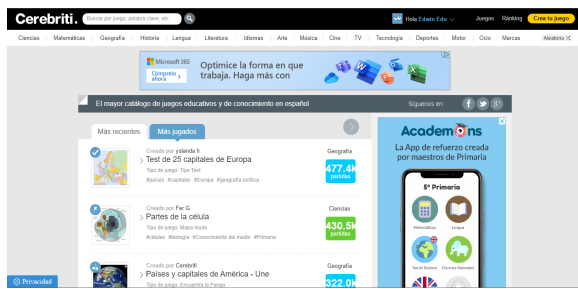 Cerebriti.
Buscar por juego, palabra clave, etc
Hola Edwin Edu
Juegos
Ránking
Crea tu juego
Ciencias
Matemáticas
Geografía
Historia
Lengua
Literatura
Idiomas
Arte
Música
Cine
TV
Tecnología
Deportes
Motor
Ocio
Marcas
Aleatorio
Microsoft 365
Cómprelo ahora
Optimice la forma en que
trabaja. Haga más con
El mayor catálogo de juegos educativos y de conocimiento en español
Síguenos en:
Más recientes
Más jugados
Creado por yolanda h
Test de 25 capitales de Europa
Tipo de juego: Tipo Test
#países #capitales #Europa #geografía política
Geografía
477.4k
partidas
Creado por Fer G
Partes de la célula
Tipo de juego: Mapa mudo
#células #biología #Conocimiento del medio #Primaria
Ciencias
430.5k
partidas
Creado por Cerebriti
Países y capitales de América - Une
Tipo de juego: Encuentra la Pareja
Geografía
322.0k
Academons
La App de refuerzo creada
por maestros de Primaria
5º Primaria
Matemáticas
Lengua
Social Science
Ciencias Naturales
Privacidad